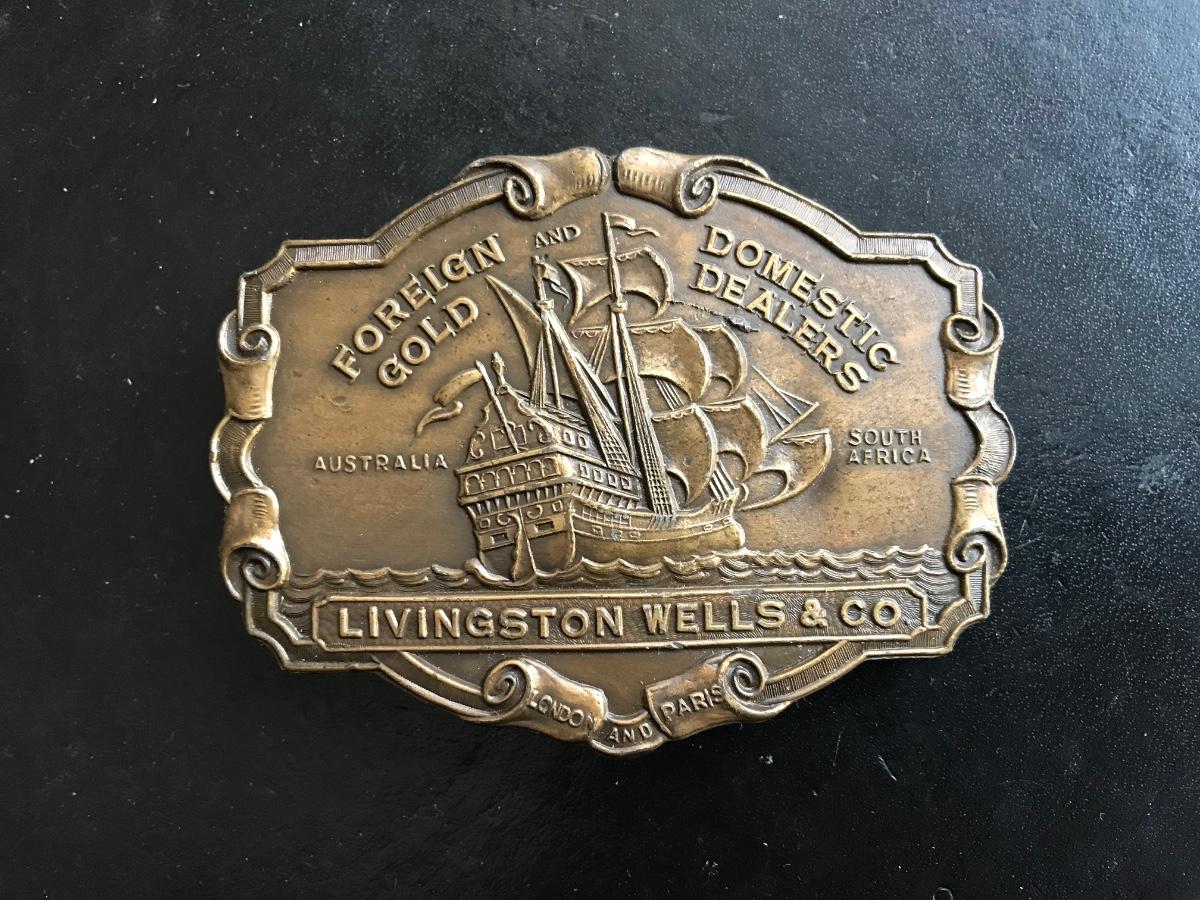 FOREIGN AND DOMESTIC
GOLD DEALERS
AUSTRALIA
SOUTH
AFRICA
LIVINGSTON WELLS & CO.
LONDON AND PARIS